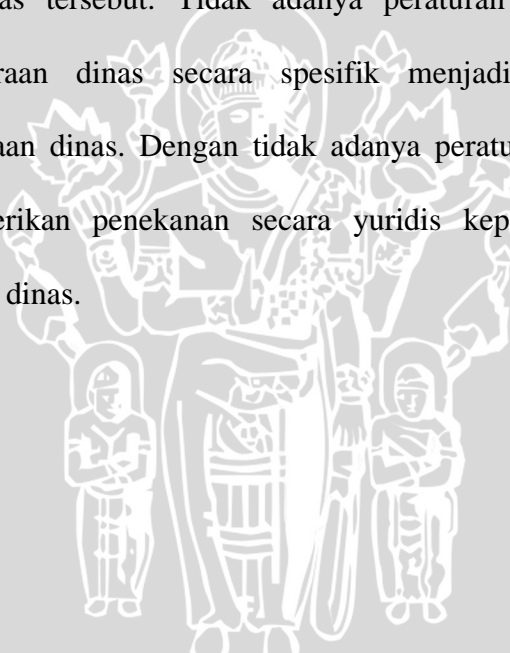 as tersebut. Tidak adanya peraturan
raan dinas secara spesifik menjadi
aan dinas. Dengan tidak adanya peratu
erikan penekanan secara yuridis kep
dinas.